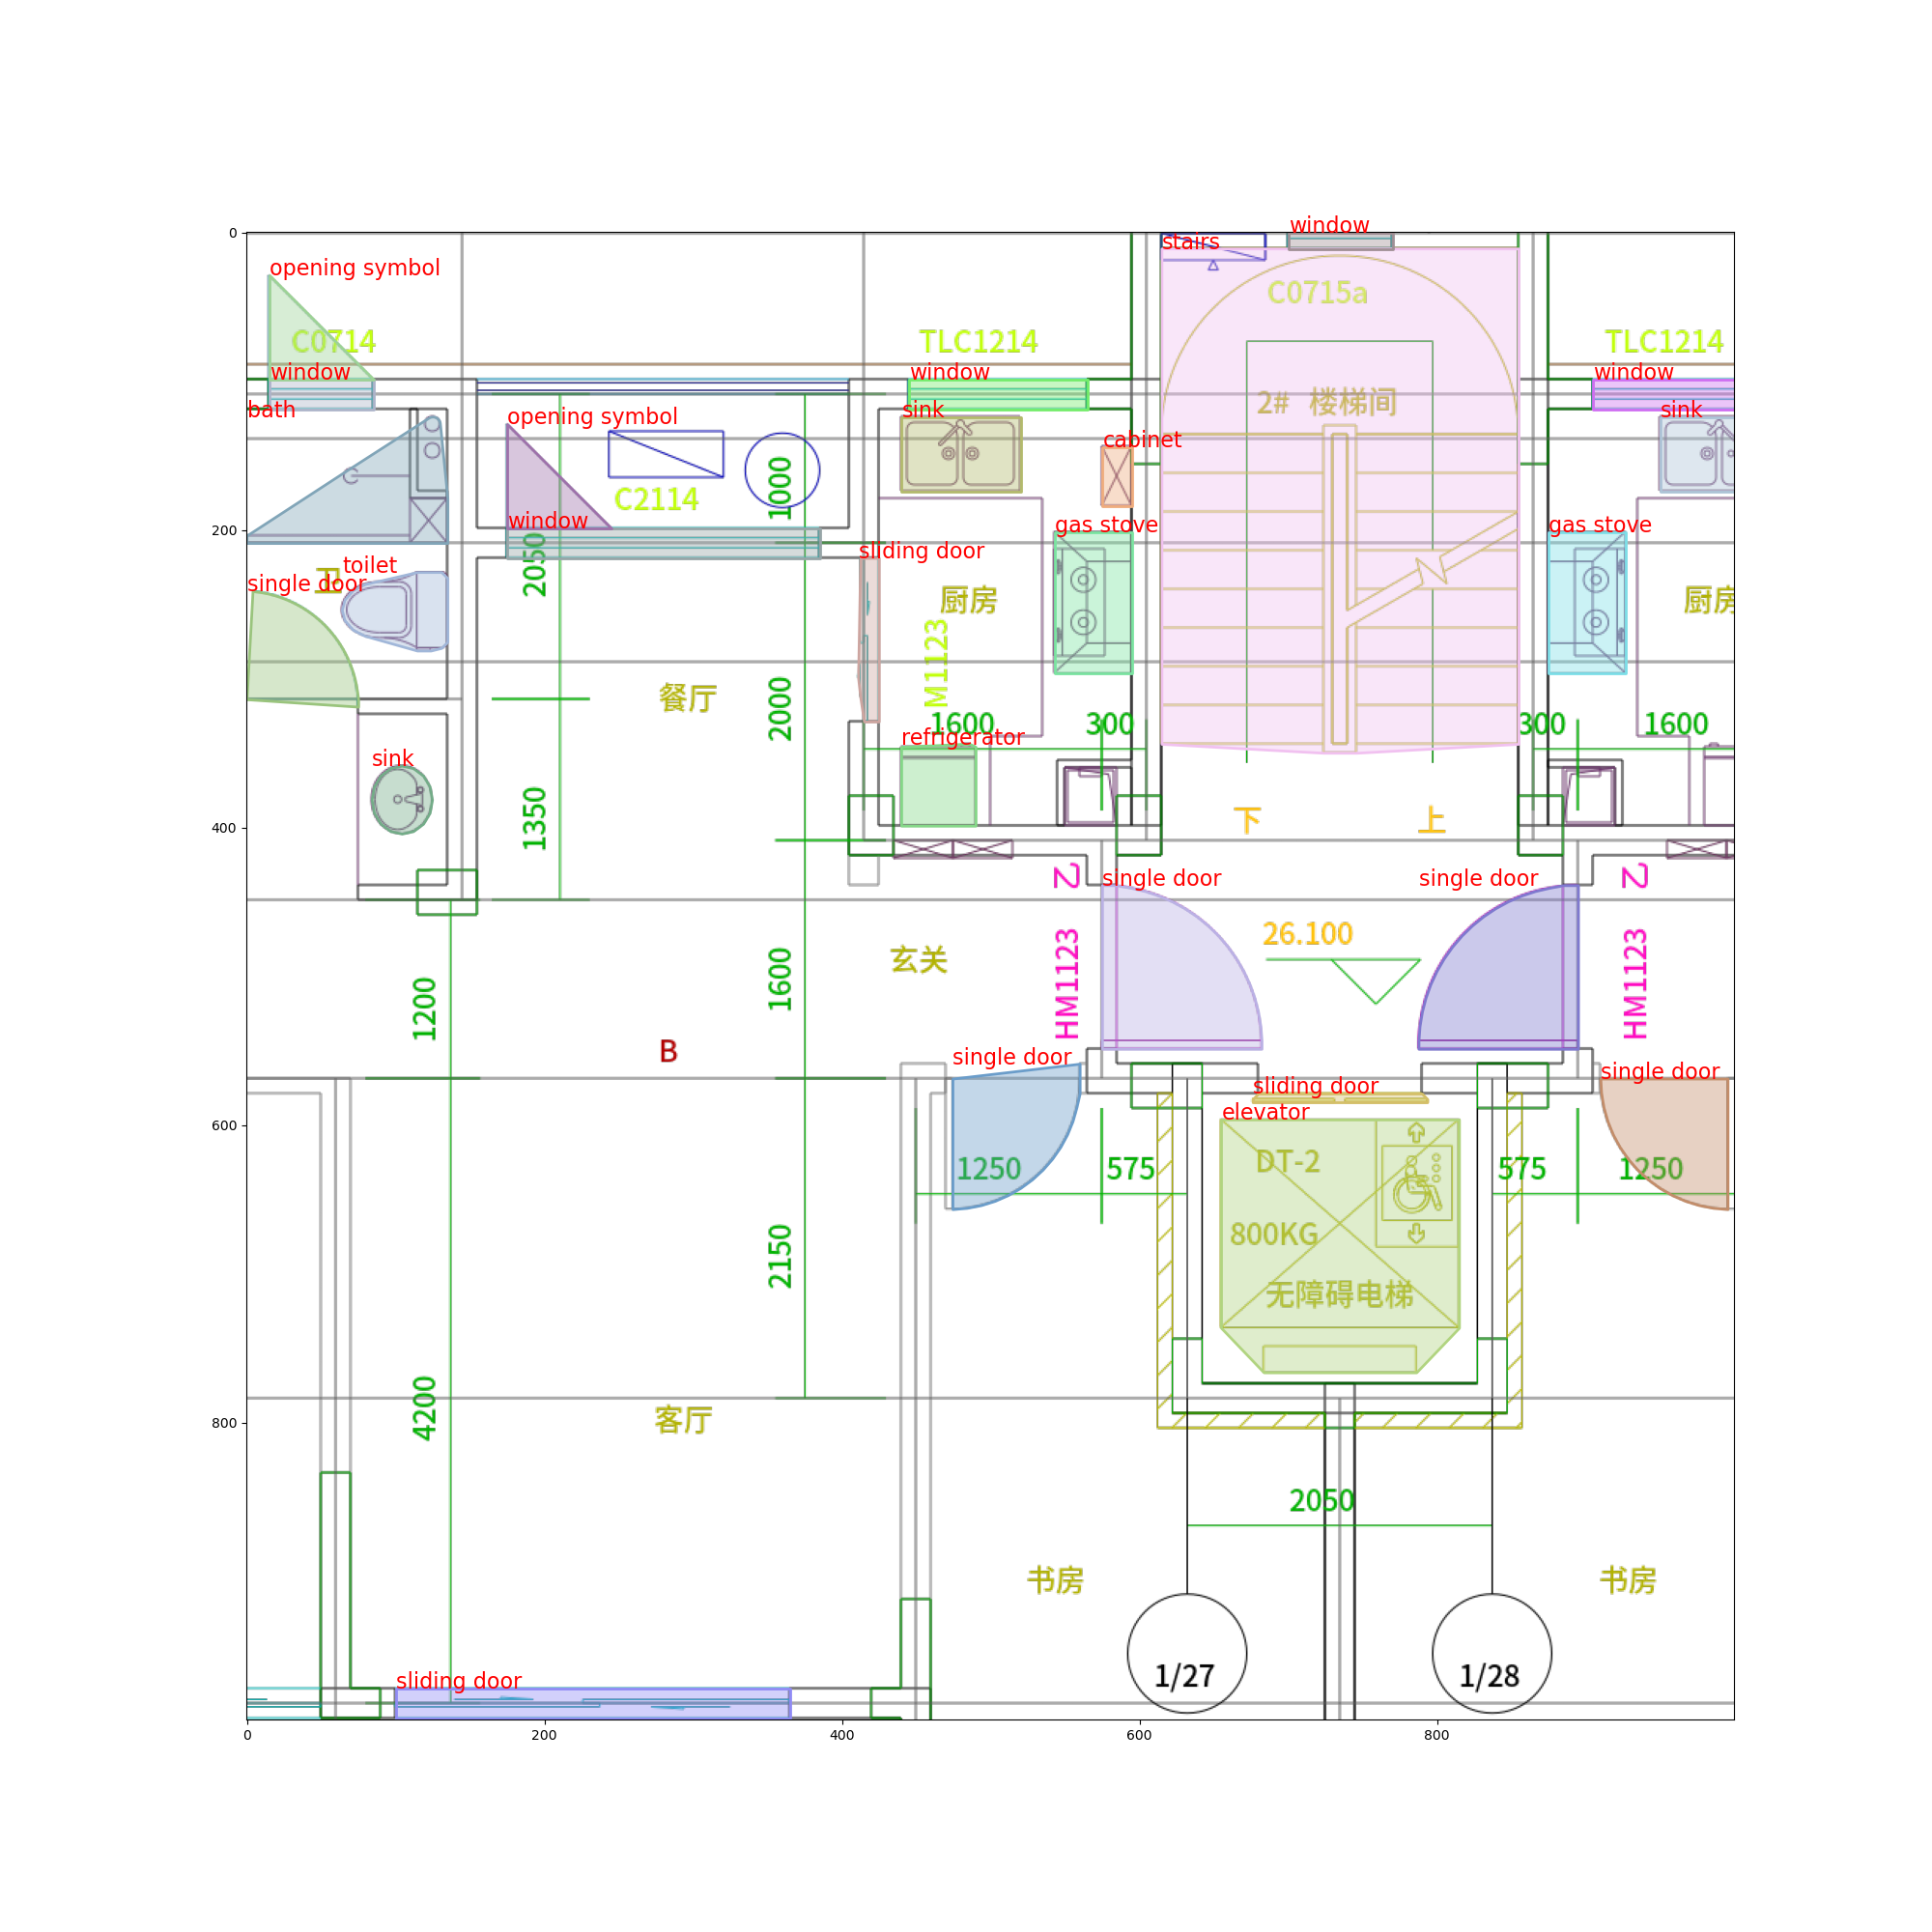 window
stairs
opening symbol
C0715a
C0714
TLC1214
TLC1214
window
window
window
bath
opening symbol
sink
sink
2# 楼梯间
cabinet
1000
C2114
window
gas stove
gas stove
2050
sliding door
toilet
卫
single door
厨房
厨房
M1123
餐厅
2000
1600
300
300
1600
refrigerator
sink
1350
下
上
single door
single door
2
2
26.100
HM1123
HM1123
玄关
1600
1200
B
single door
single door
sliding door
elevator
DT-2
1250
575
575
1250
800KG
2150
无障碍电梯
4200
客厅
2050
书房
书房
1/27
1/28
sliding door
0
200
400
600
800
0
200
400
600
800